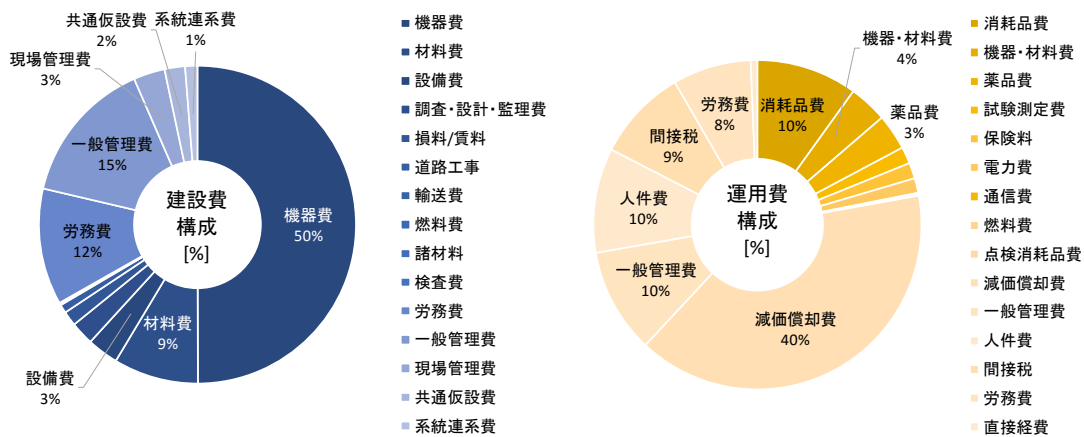 共通仮設費
2%
系統連系費
1%
現場管理費
3%
一般管理費
15%
労務費
12%
設備費
3%
材料費
9%
機器費
50%
建設費
構成
[%]
機器費
材料費
設備費
調査・設計・監理費
損料/賃料
道路工事
輸送費
燃料費
諸材料
検査費
労務費
一般管理費
現場管理費
共通仮設費
系統連系費
機器・材料費
4%
消耗品費
10%
薬品費
3%
労務費
8%
間接税
9%
人件費
10%
一般管理費
10%
減価償却費
40%
運用費
構成
[%]
消耗品費
機器・材料費
薬品費
試験測定費
保険料
電力費
通信費
燃料費
点検消耗品費
減価償却費
一般管理費
人件費
間接税
労務費
直接経費